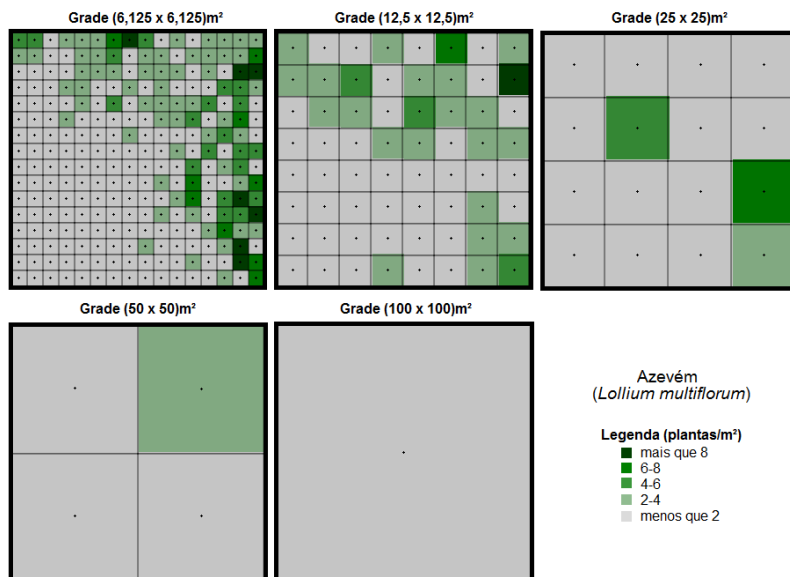 Grade (6,125 x 6,125)m²
Grade (12,5 x 12,5)m²
Grade (25 x 25)m²
Grade (50 x 50)m²
Grade (100 x 100)m²
Azevém
(Lollium multiflorum)
Legenda (plantas/m²)
mais que 8
6-8
4-6
2-4
menos que 2